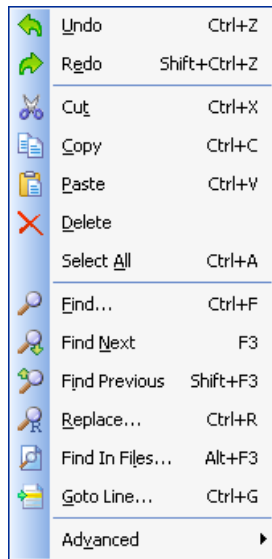 Undo Ctrl+Z
Redo Shift+Ctrl+Z
Cut Ctrl+X
Copy Ctrl+C
Paste Ctrl+V
Delete
Select All Ctrl+A
Find... Ctrl+F
Find Next F3
Find Previous Shift+F3
Replace... Ctrl+R
Find In Files... Alt+F3
Goto Line... Ctrl+G
Advanced